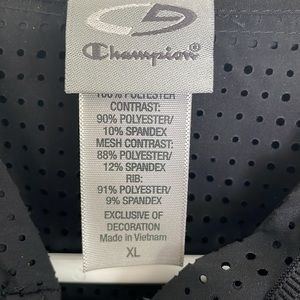 Champion
100% POLYESTER
CONTRAST:
90% POLYESTER/
10% SPANDEX
MESH CONTRAST:
88% POLYESTER/
12% SPANDEX
RIB:
91% POLYESTER/
9% SPANDEX
EXCLUSIVE OF
DECORATION
Made in Vietnam
XL